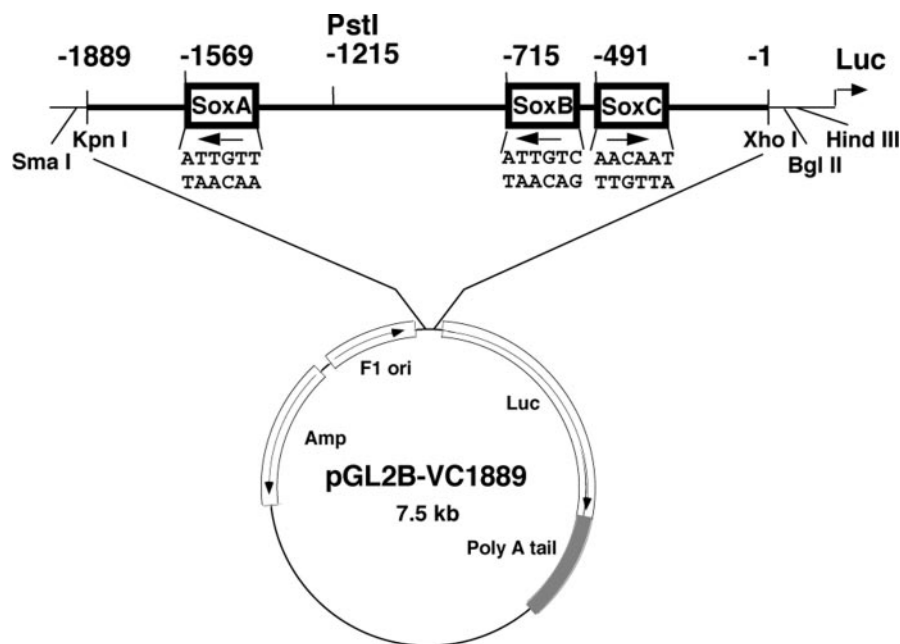 PstI
-1889 -1569 -1215 -715 -491 -1 Luc
SoxA SoxB SoxC
Sma I Kpn I Xho I Bgl II Hind III
ATTGTT ATTGTC AACAAT
TAACAA TAACAG TTGTTA
F1 ori
Luc
Amp
pGL2B-VC1889
7.5 kb
Poly A tail